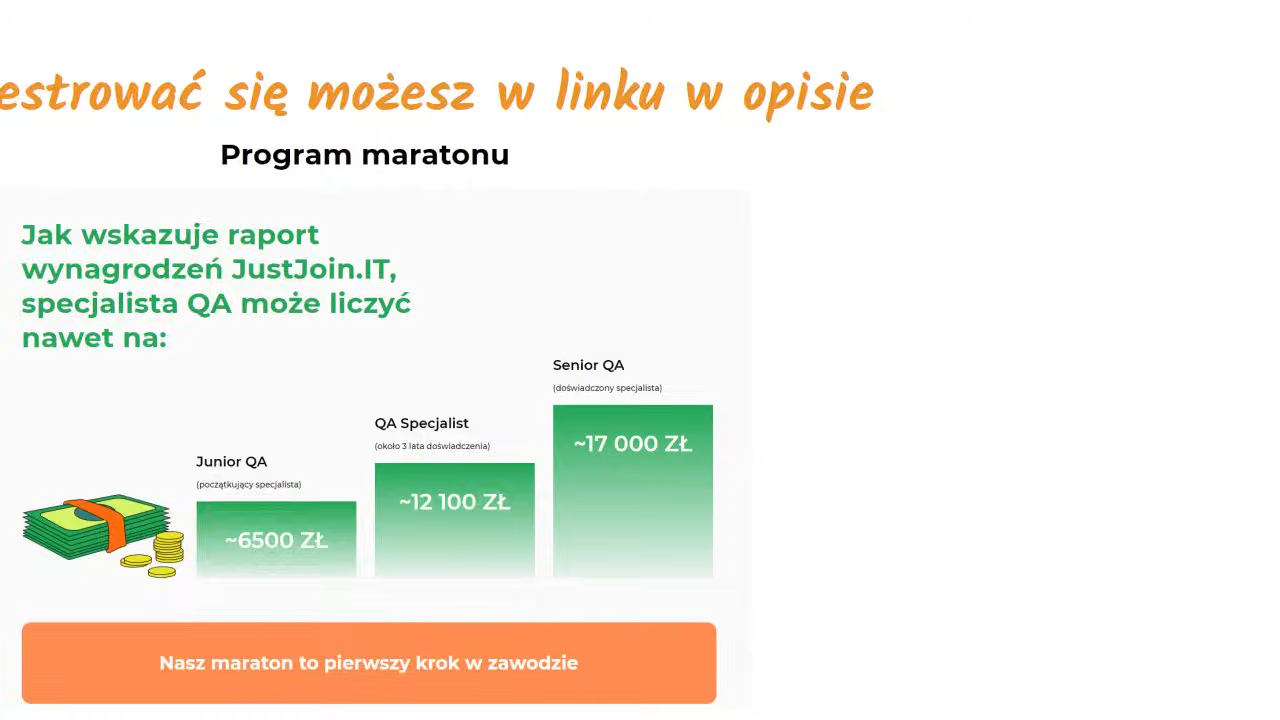 estrować się możesz w linku w opisie
Program maratonu
Jak wskazuje raport
wynagrodzeń JustJoin.IT,
specjalista QA może liczyć
nawet na:
Junior QA
(początkujący specjalista)
~6500 ZŁ
QA Specjalist
(około 3 lata doświadczenia)
~12 100 ZŁ
Senior QA
(doświadczony specjalista)
~17 000 ZŁ
Nasz maraton to pierwszy krok w zawodzie